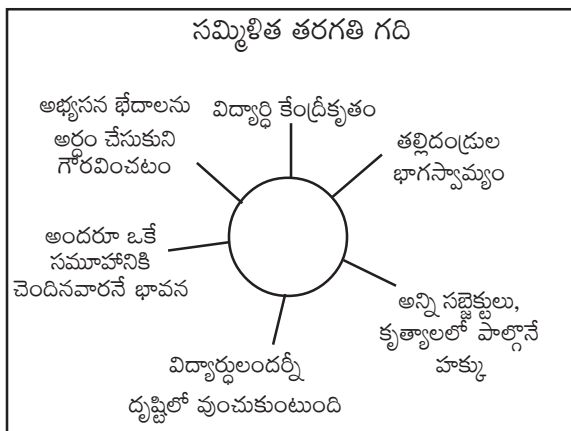 సమ్మిళిత తరగతి గది
అభ్యసన భేదాలను
అర్ధం చేసుకుని
గౌరవించటం
విద్యార్ధి కేంద్రీకృతం
తల్లిదండ్రుల
భాగస్వామ్యం
అందరూ ఒకే
సమూహానికి
చెందినవారనే భావన
అన్ని సబ్జెక్టులు,
కృత్యాలలో పాల్గొనే
హక్కు
విద్యార్ధులందర్నీ
దృష్టిలో వుంచుకుంటుంది